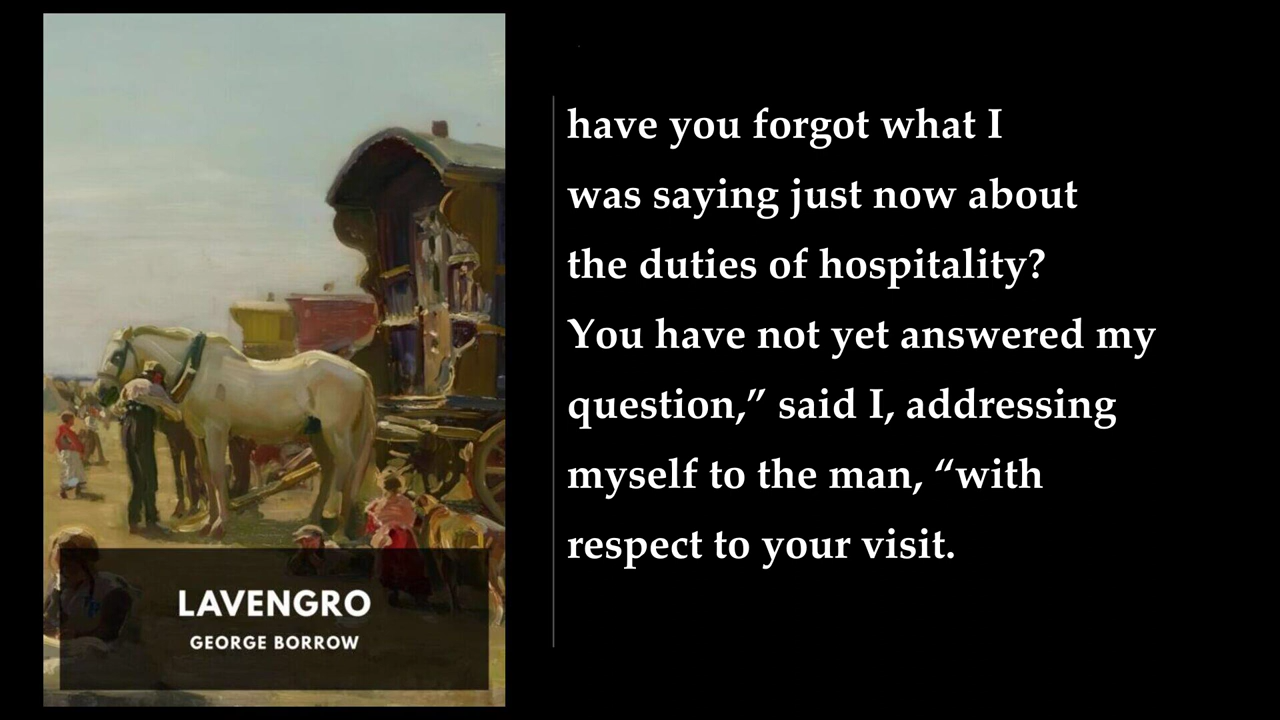 LAVENGRO
GEORGE BORROW
have you forgot what I
was saying just now about
the duties of hospitality?
You have not yet answered my
question,” said I, addressing
myself to the man, “with
respect to your visit.